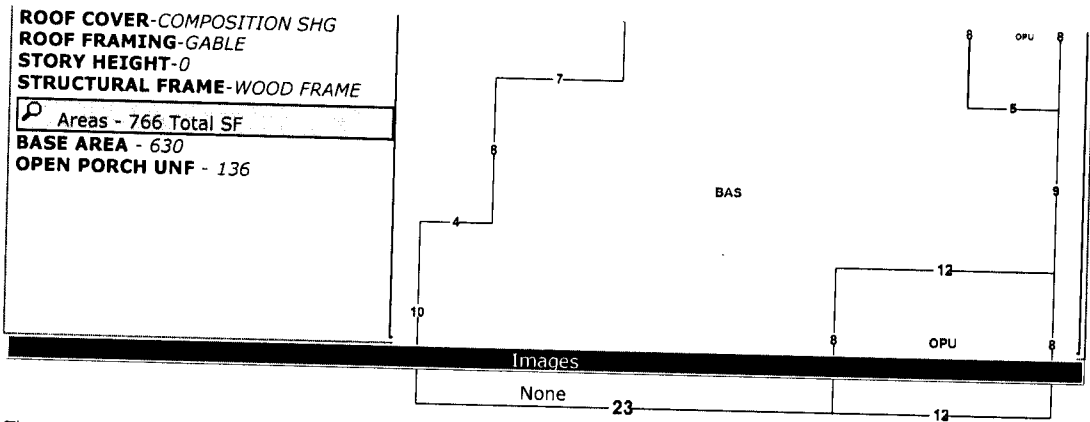 ROOF COVER-COMPOSITION SHG
ROOF FRAMING-GABLE
STORY HEIGHT-0
STRUCTURAL FRAME-WOOD FRAME
Areas - 766 Total SF
BASE AREA - 630
OPEN PORCH UNF - 136
8 OPU 8
7
5
8
BAS
9
4
12
10
8 OPU 8
Images
None
23
12